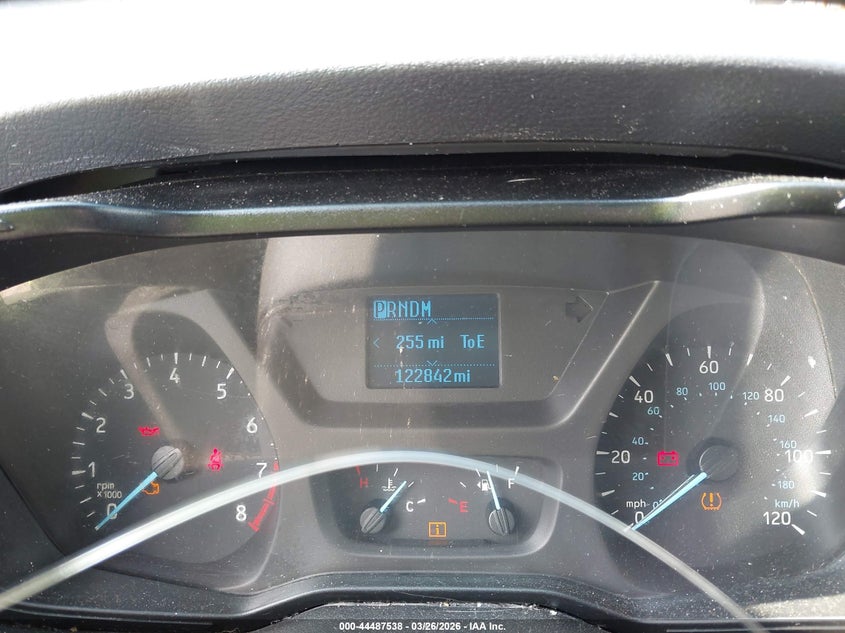 PRNDM
< 255 mi ToE
122842 mi
0 1 2 3 4 5 6 7 8
rpm
x1000
H C
E F
0 20 40 60 80 100 120
20 40 60 80 100 120 140 160 180
mph
km/h
000-44487538 - 03/26/2026 - IAA Inc.